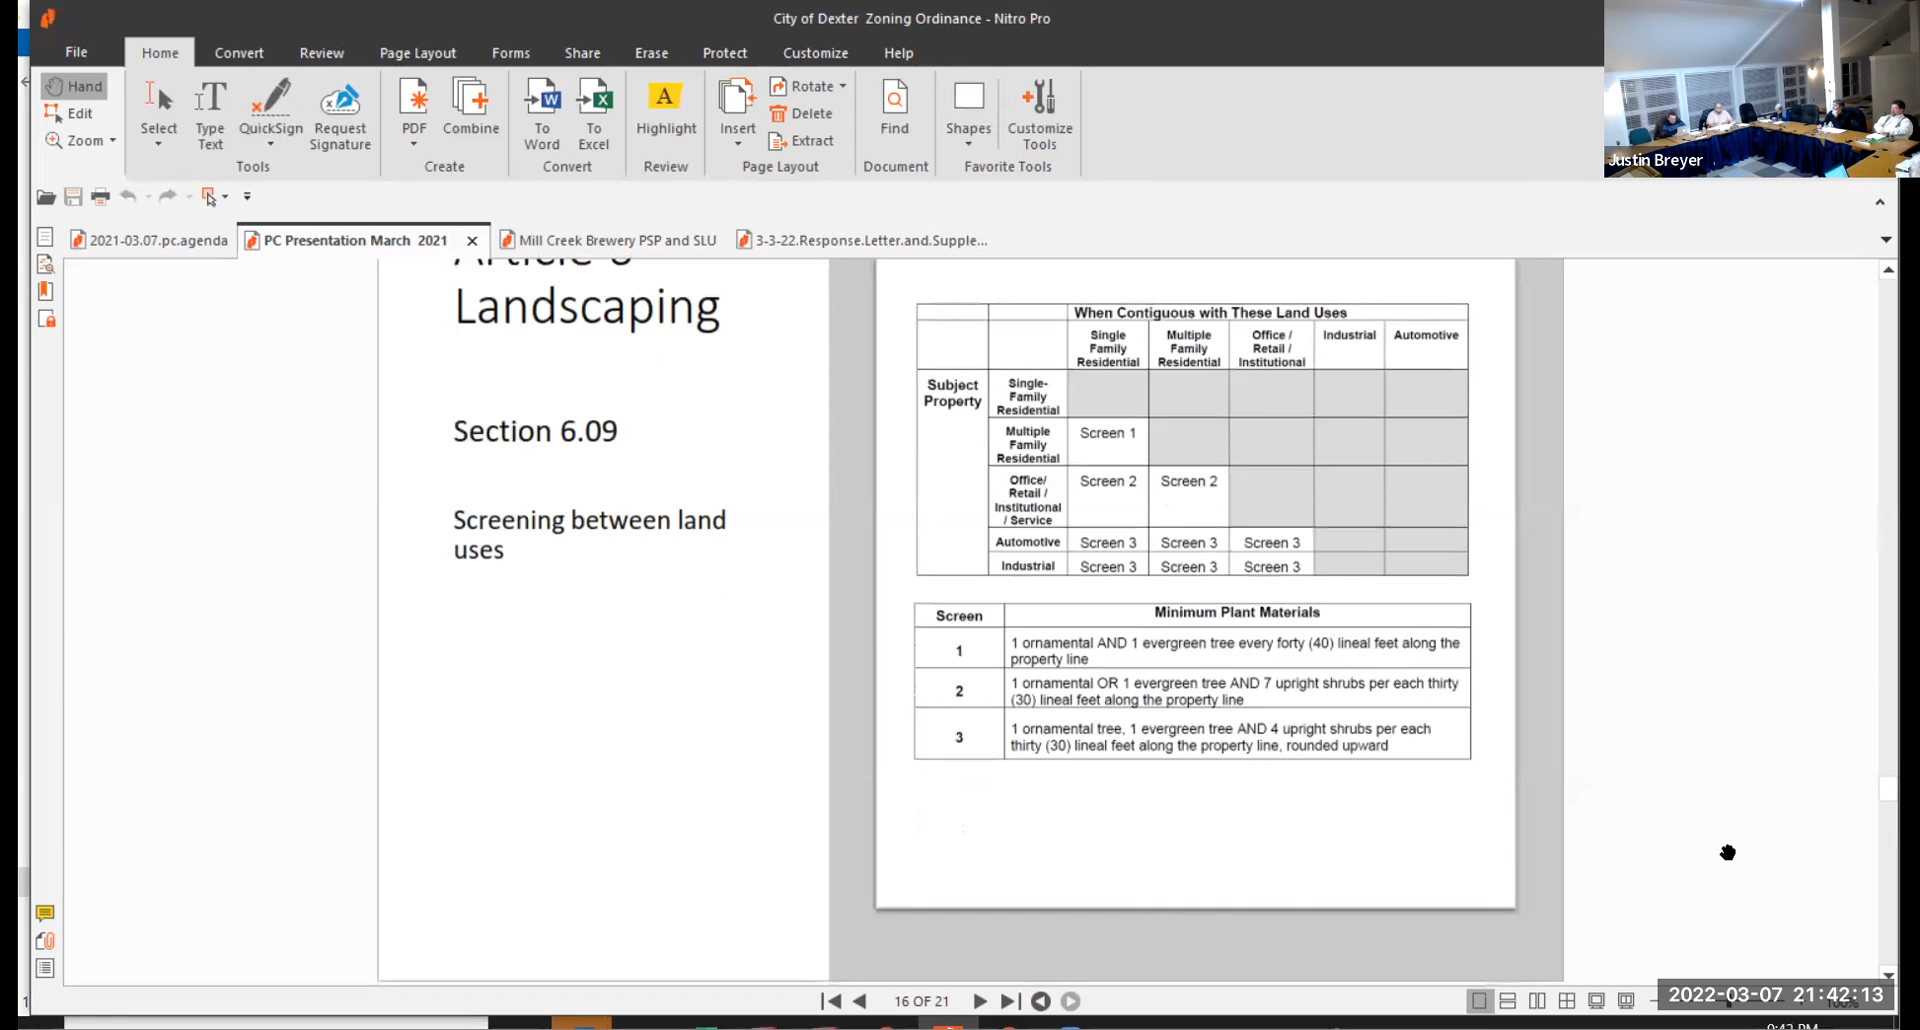 City of Dexter Zoning Ordinance - Nitro Pro
File
Home
Convert
Review
Page Layout
Forms
Share
Erase
Protect
Customize
Help
Hand
Edit
Zoom
Select
Type
Text
QuickSign
Request
Signature
Tools
PDF
Combine
Create
To
Word
To
Excel
Convert
Highlight
Review
Insert
Rotate
Delete
Extract
Page Layout
Find
Document
Shapes
Customize
Tools
Favorite Tools
Justin Breyer
2021-03.07.pc.agenda
PC Presentation March 2021
Mill Creek Brewery PSP and SLU
3-3-22.Response.Letter.and.Supple...
Landscaping
Section 6.09
Screening between land
uses
When Contiguous with These Land Uses
Single
Family
Residential
Multiple
Family
Residential
Office /
Retail /
Institutional
Industrial
Automotive
Subject
Property
Single-
Family
Residential
Multiple
Family
Residential
Screen 1
Office/
Retail /
Institutional
/ Service
Screen 2
Screen 2
Automotive
Screen 3
Screen 3
Screen 3
Industrial
Screen 3
Screen 3
Screen 3
Screen
Minimum Plant Materials
1
1 ornamental AND 1 evergreen tree every forty (40) lineal feet along the
property line
2
1 ornamental OR 1 evergreen tree AND 7 upright shrubs per each thirty
(30) lineal feet along the property line
3
1 ornamental tree, 1 evergreen tree AND 4 upright shrubs per each
thirty (30) lineal feet along the property line, rounded upward
16 OF 21
2022-03-07 21:42:13